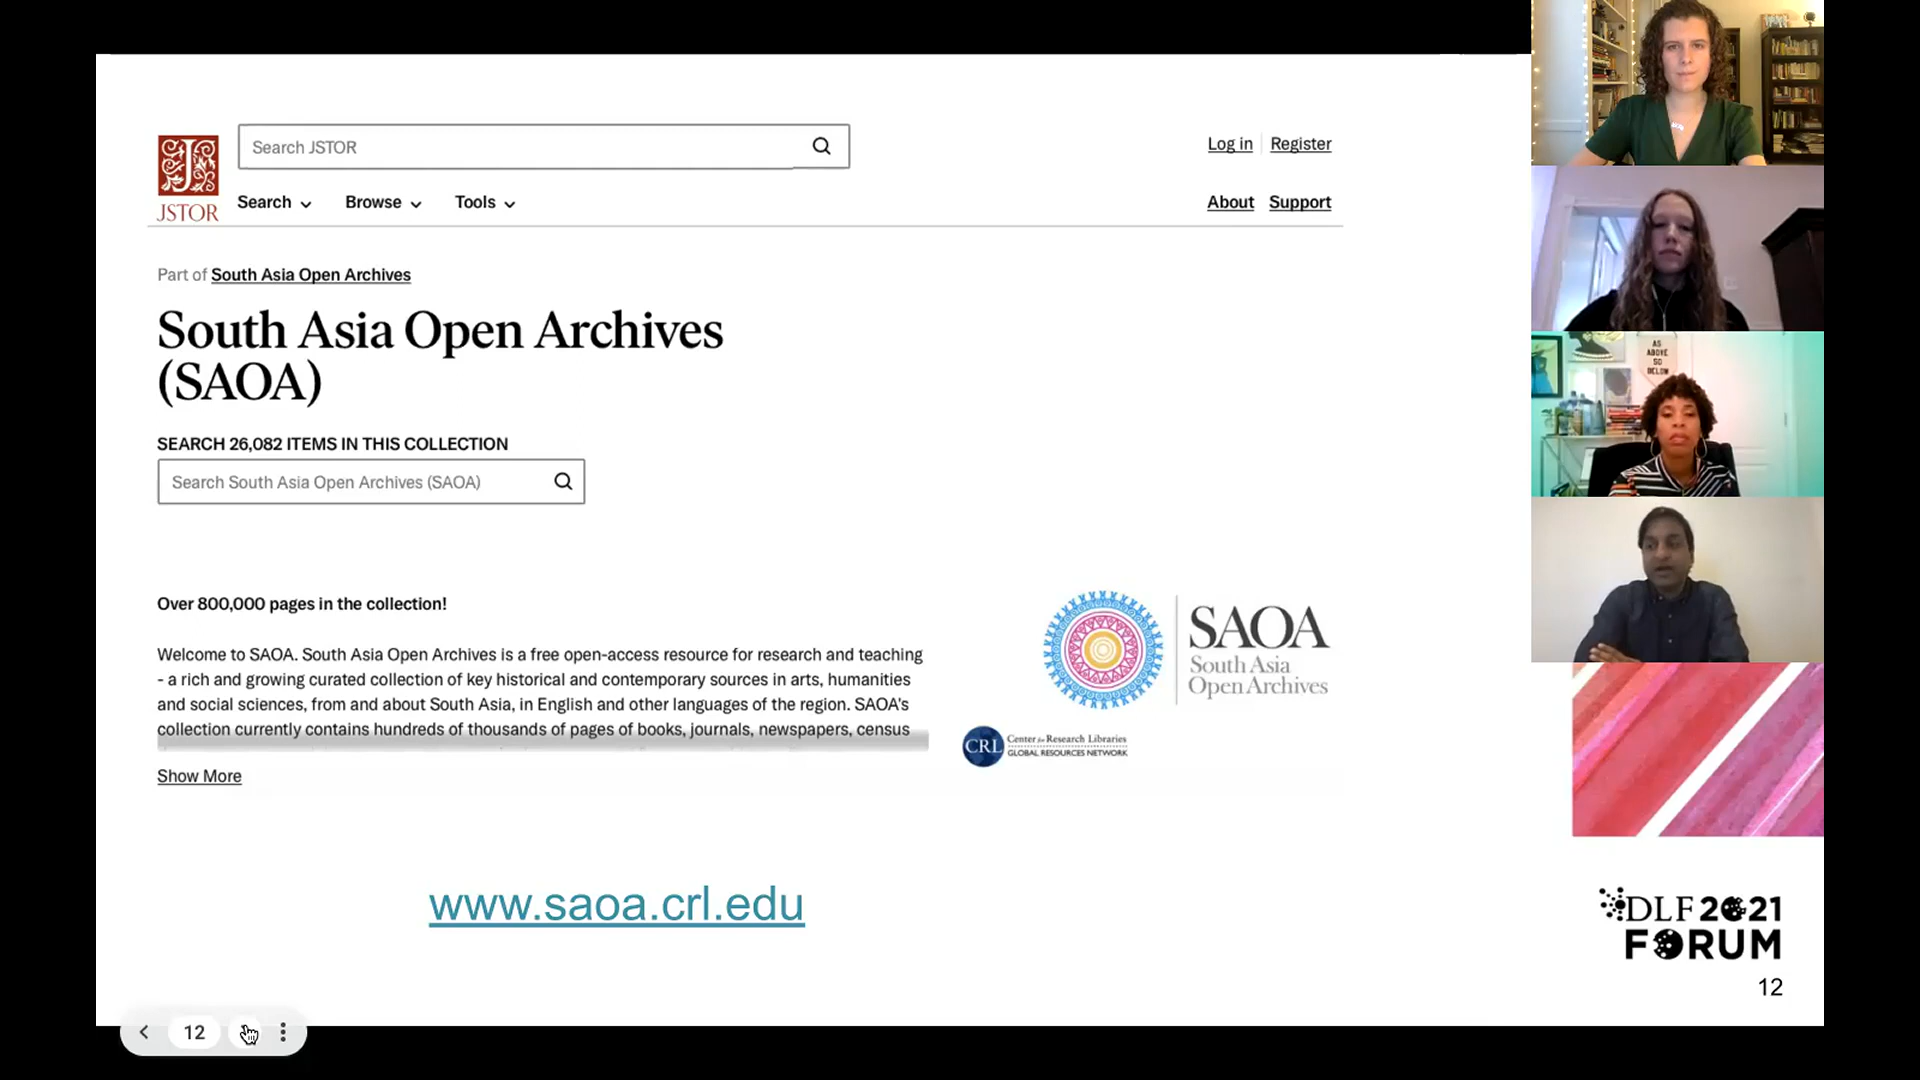 Search JSTOR
Log in
Register
JSTOR
Search
Browse
Tools
About
Support
Part of South Asia Open Archives
South Asia Open Archives
(SAOA)
SEARCH 26,082 ITEMS IN THIS COLLECTION
Search South Asia Open Archives (SAOA)
Over 800,000 pages in the collection!
Welcome to SAOA. South Asia Open Archives is a free open-access resource for research and teaching
- a rich and growing curated collection of key historical and contemporary sources in arts, humanities
and social sciences, from and about South Asia, in English and other languages of the region. SAOA's
collection currently contains hundreds of thousands of pages of books, journals, newspapers, census
Show More
SAOA
South Asia
Open Archives
CRL
Center for Research Libraries
GLOBAL RESOURCES NETWORK
www.saoa.crl.edu
AS
ABOVE
SO
BELOW
DLF 2021
FORUM
12
12